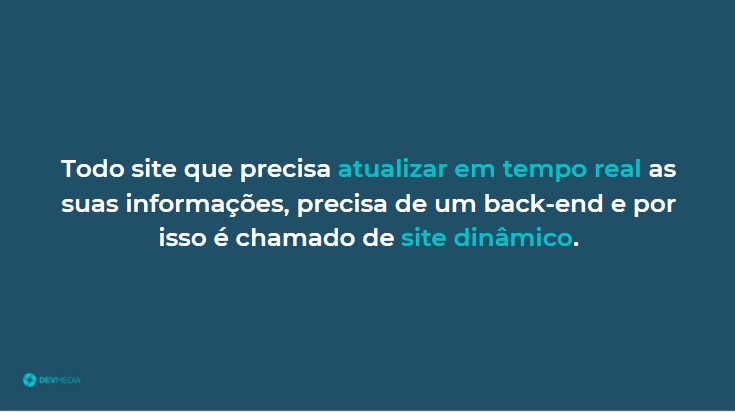 Todo site que precisa atualizar em tempo real as
suas informações, precisa de um back-end e por
isso é chamado de site dinâmico.
DEVMEDIA